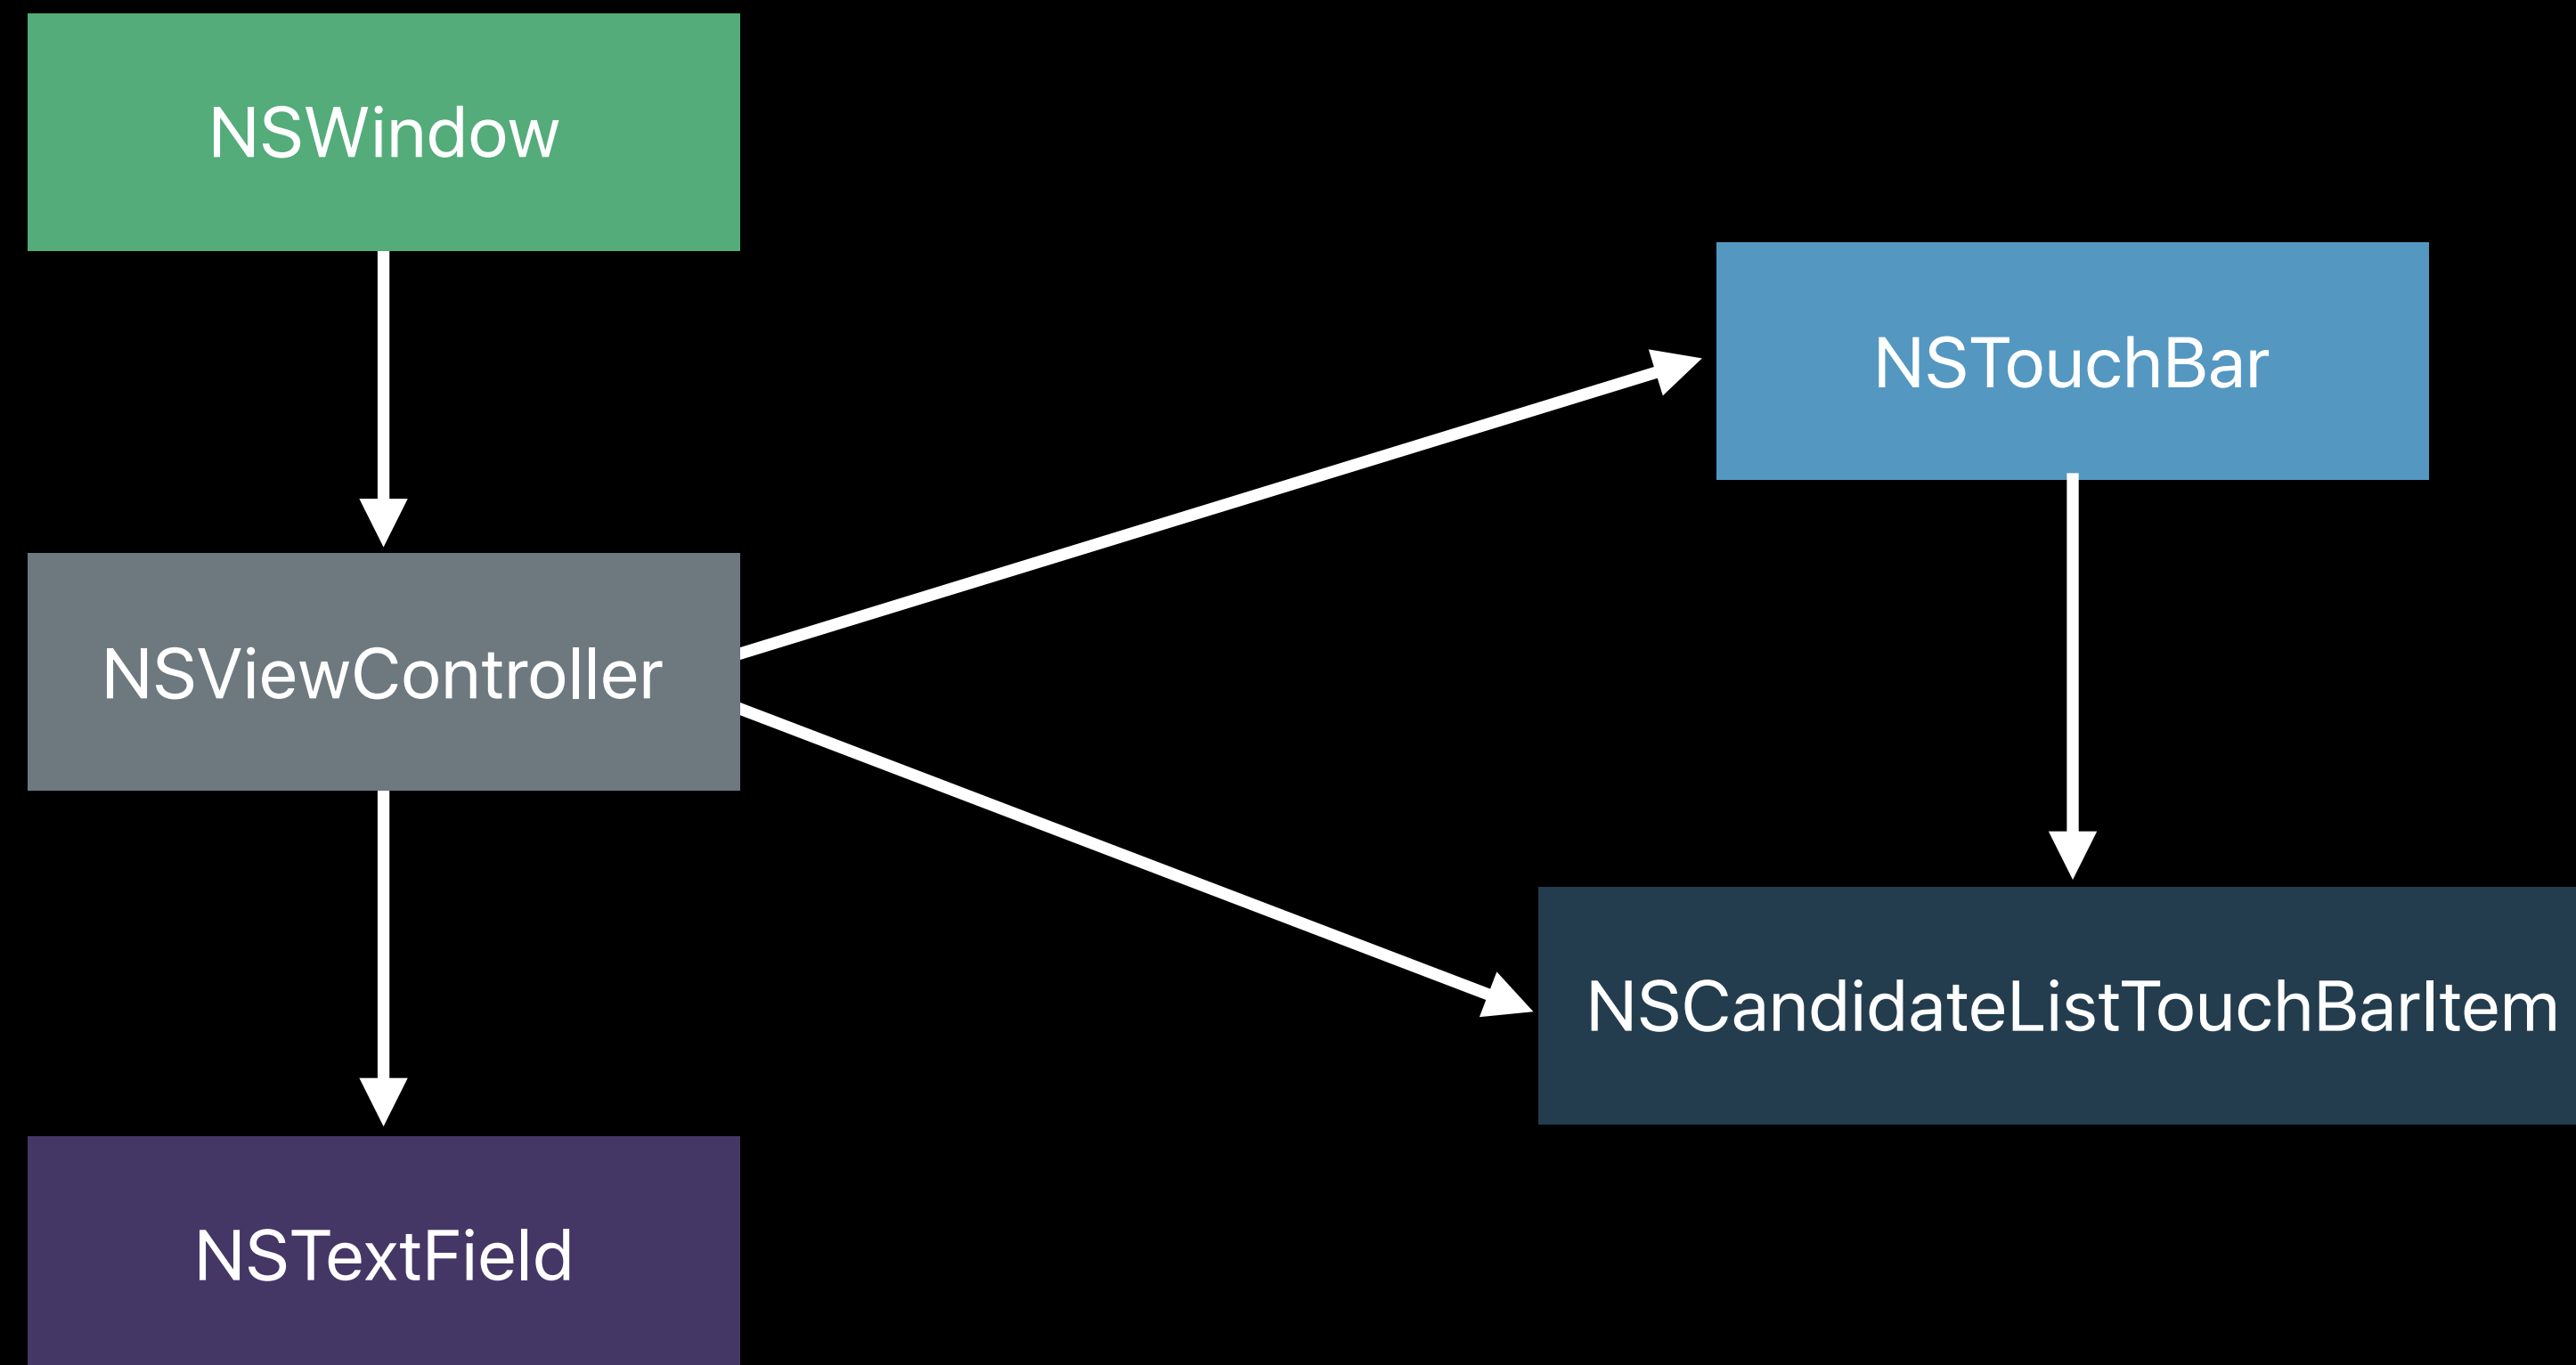 NSWindow
NSTouchBar
NSViewController
NSCandidateListTouchBarItem
NSTextField